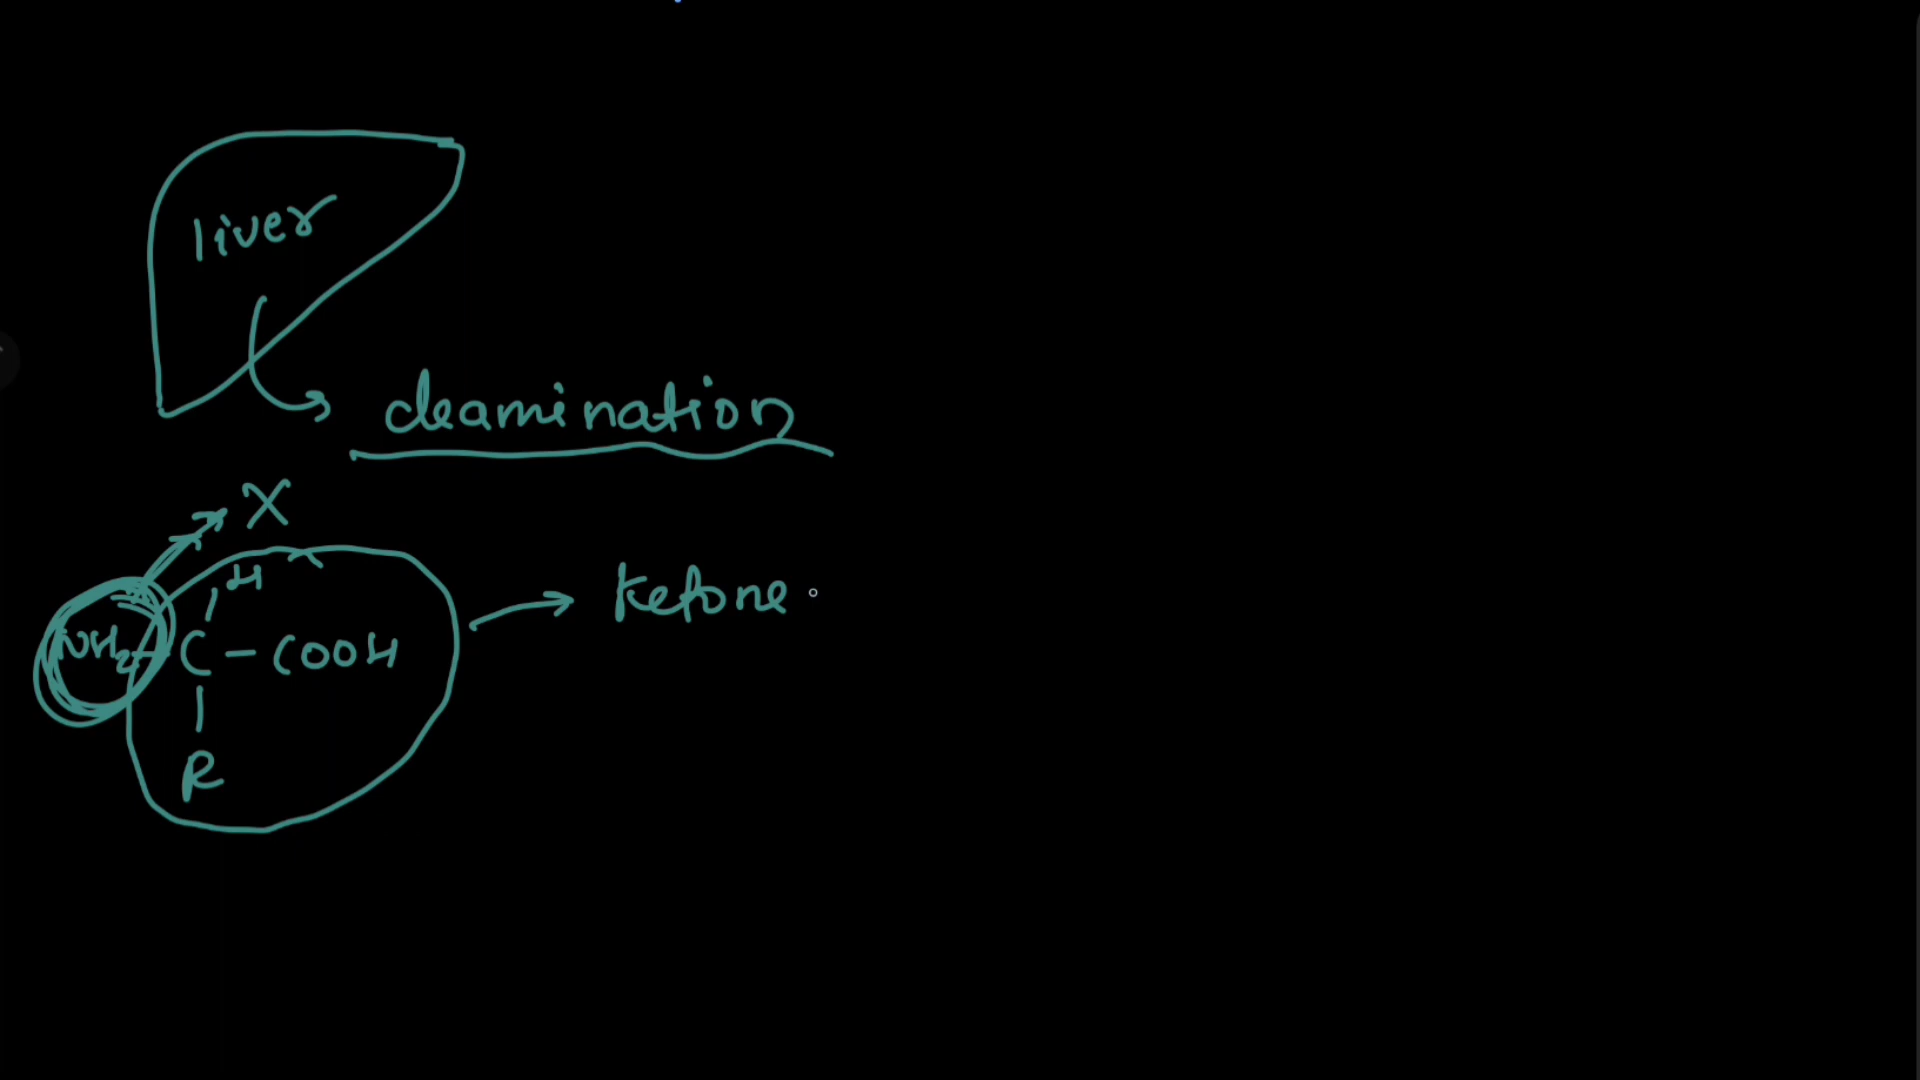 liver
deamination
X
H
ketone
NH2-C-COOH
R